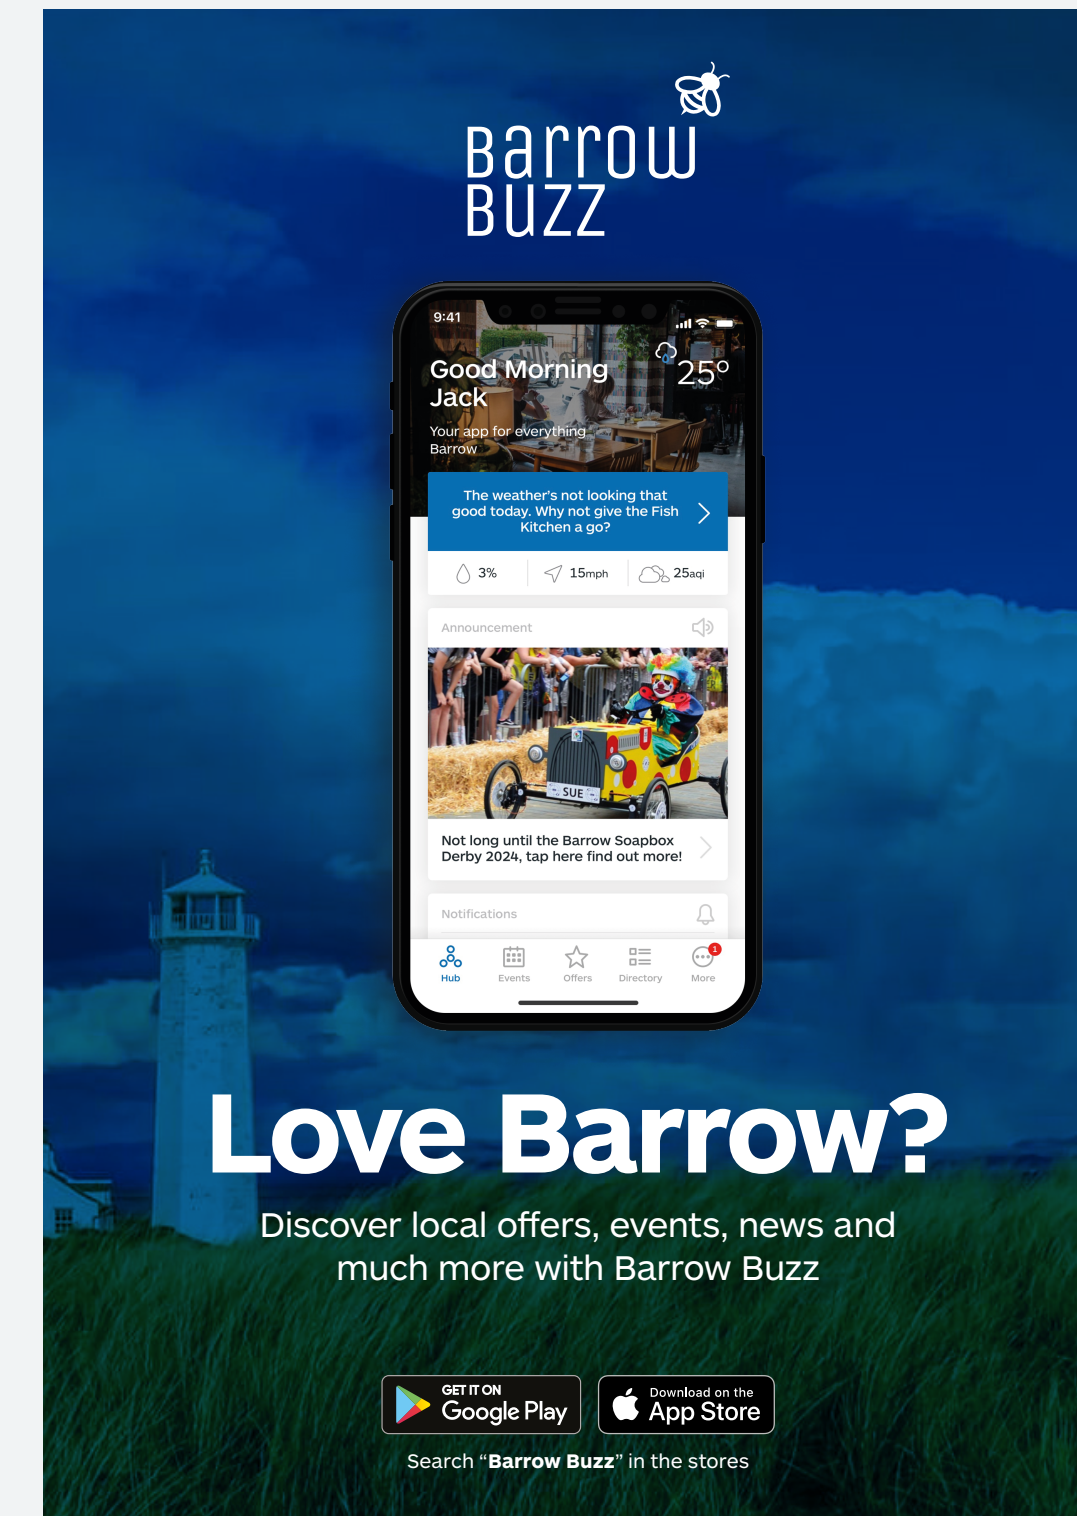 Barrow
BUZZ
9:41
Good Morning
Jack
25°
Your app for everything
Barrow
The weather's not looking that
good today. Why not give the Fish
Kitchen a go?
3%
15mph
25aqi
Announcement
SUE
Not long until the Barrow Soapbox
Derby 2024, tap here find out more!
Notifications
1
Hub
Events
Offers
Directory
More
Love Barrow?
Discover local offers, events, news and
much more with Barrow Buzz
GET IT ON
Google Play
Download on the
App Store
Search “Barrow Buzz” in the stores